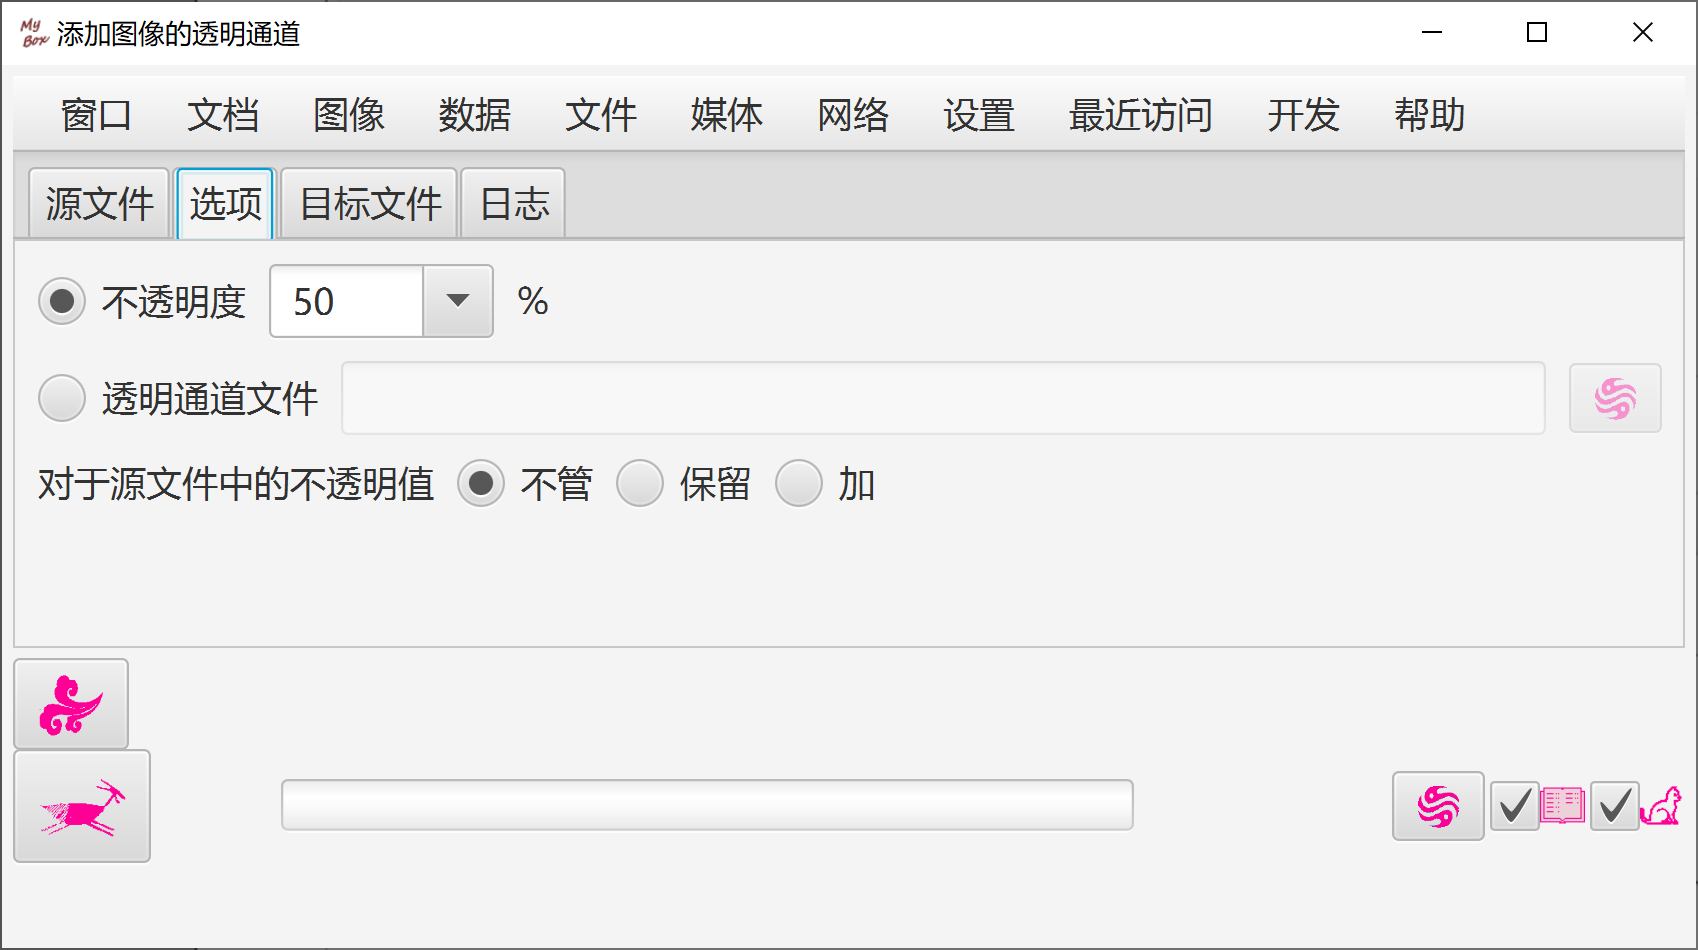 My Box 添加图像的透明通道
窗口 文档 图像 数据 文件 媒体 网络 设置 最近访问 开发 帮助
源文件 选项 目标文件 日志
不透明度 50 %
透明通道文件
对于源文件中的不透明值 不管 保留 加